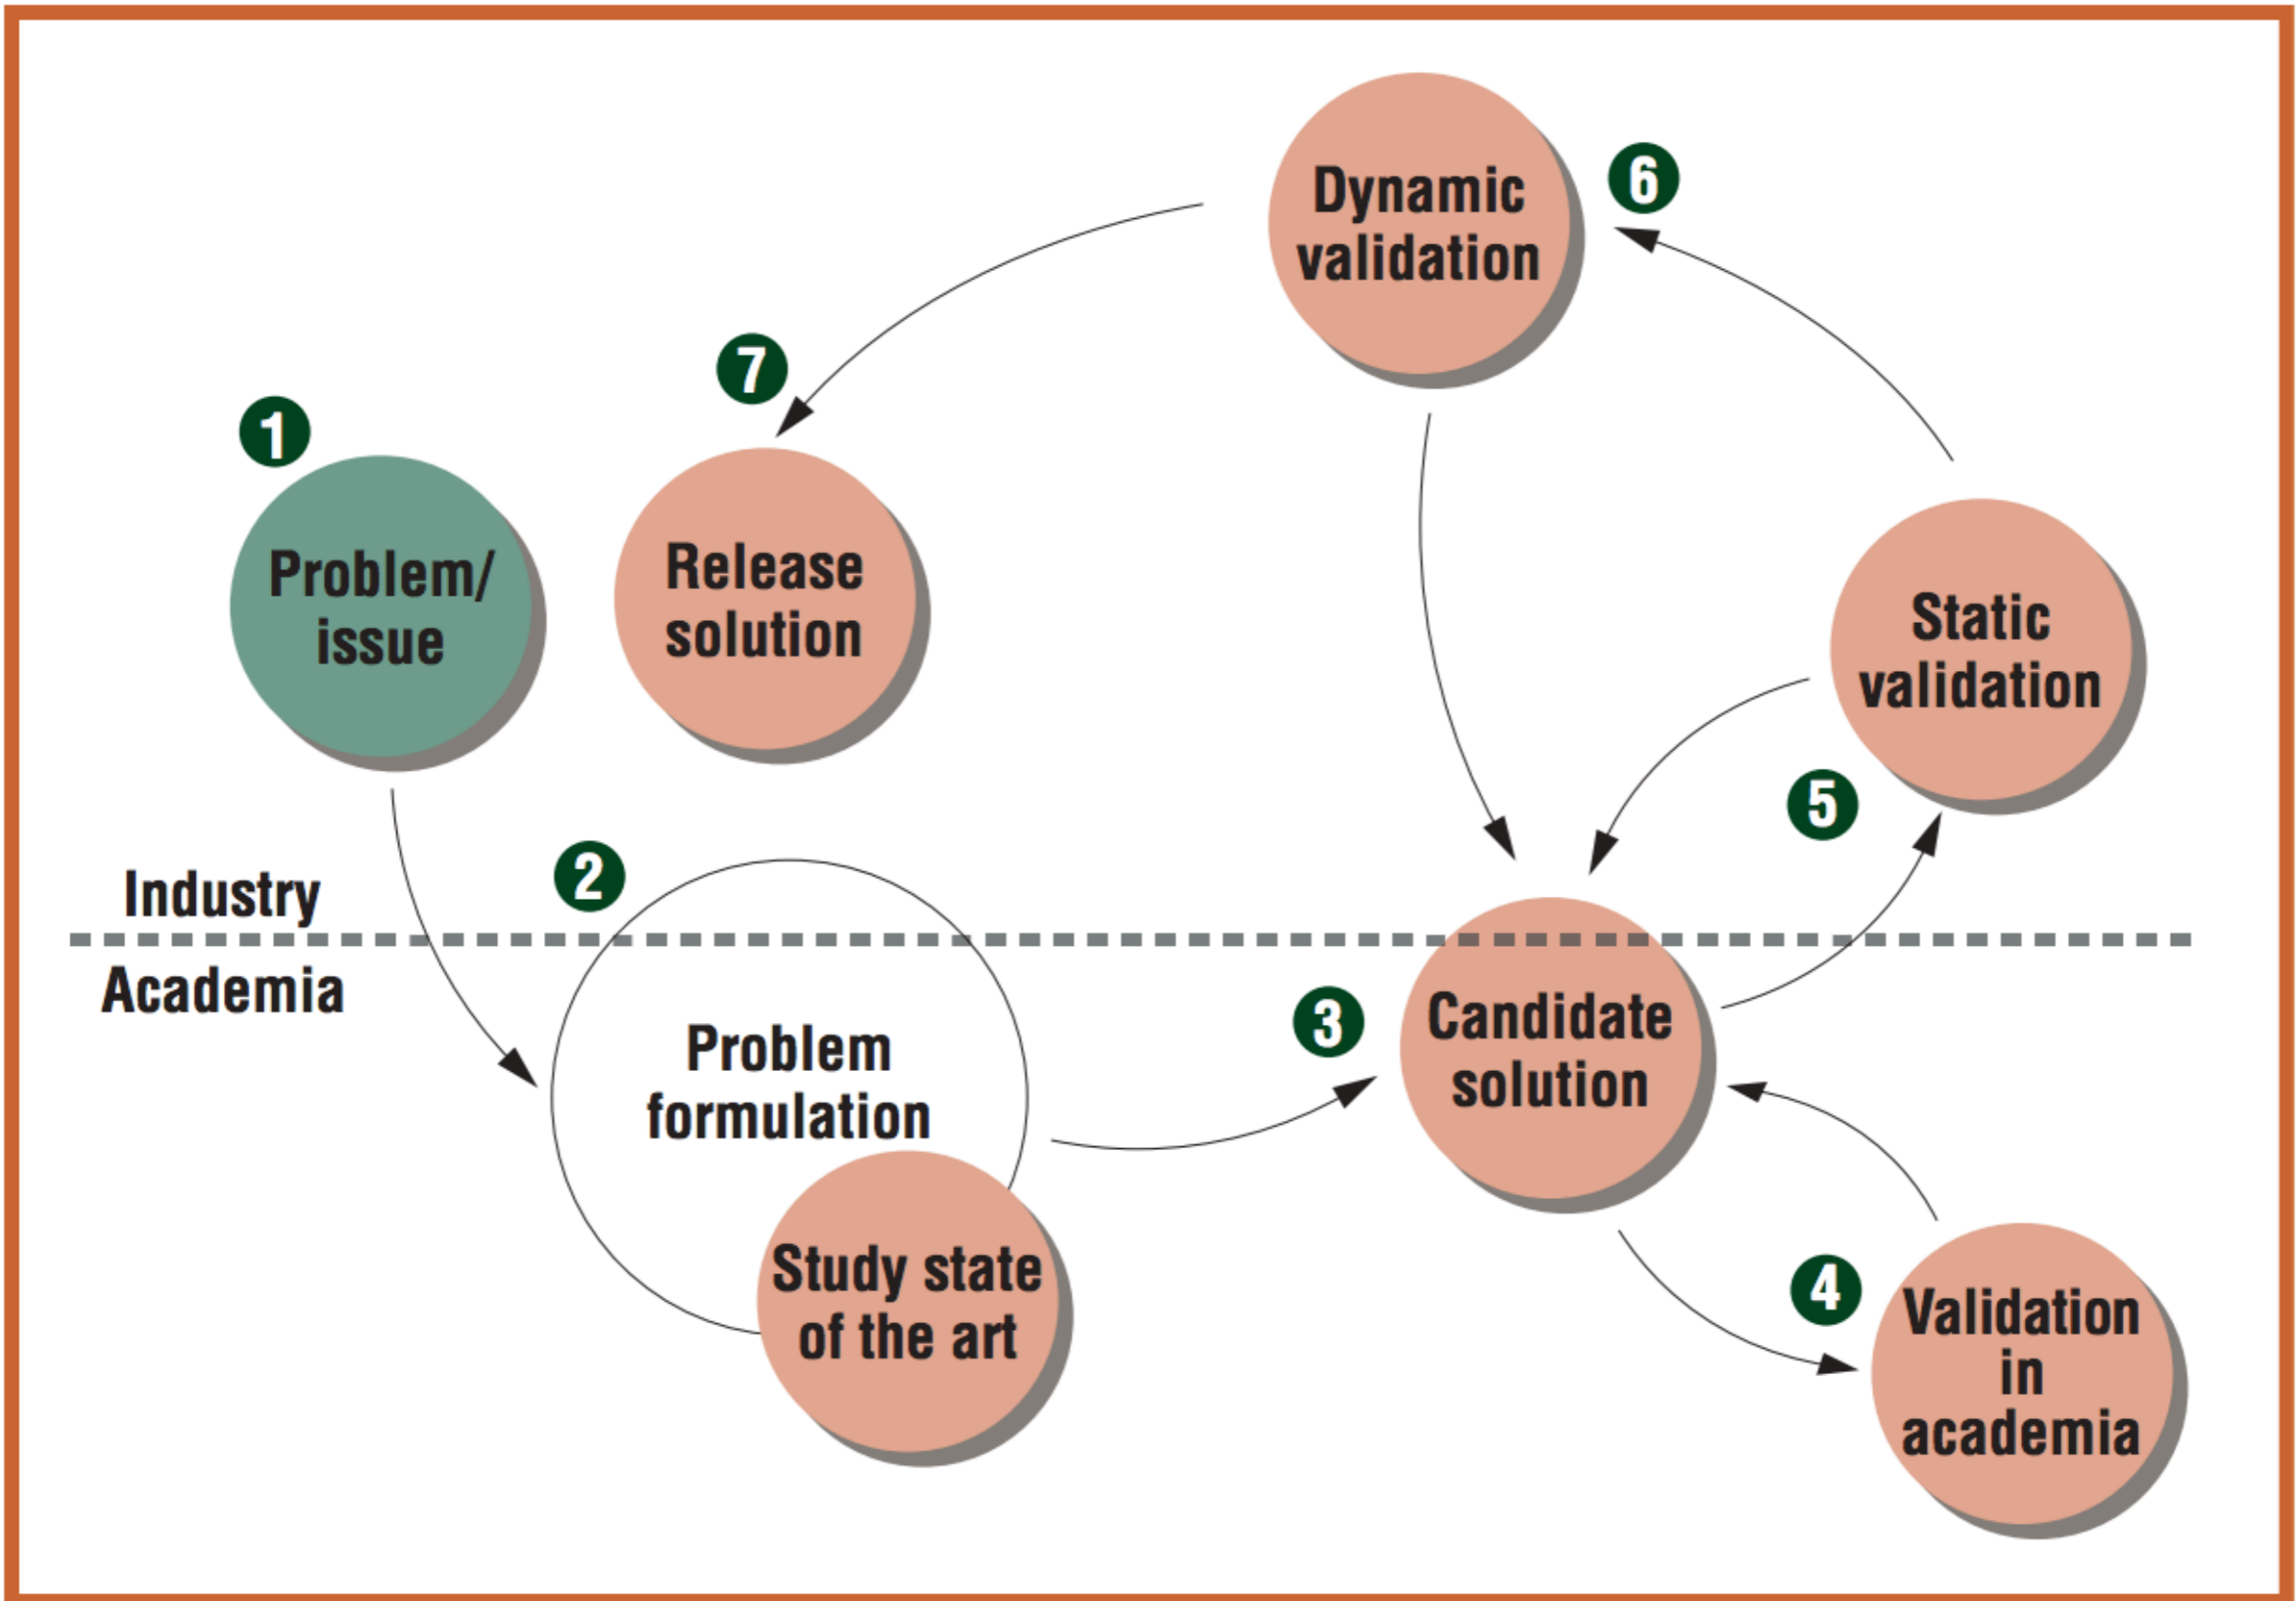 Dynamic
validation
6
7
1
Problem/
issue
Release
solution
Static
validation
5
2
Industry
Academia
Problem
formulation
3
Candidate
solution
Study state
of the art
4
Validation
in
academia